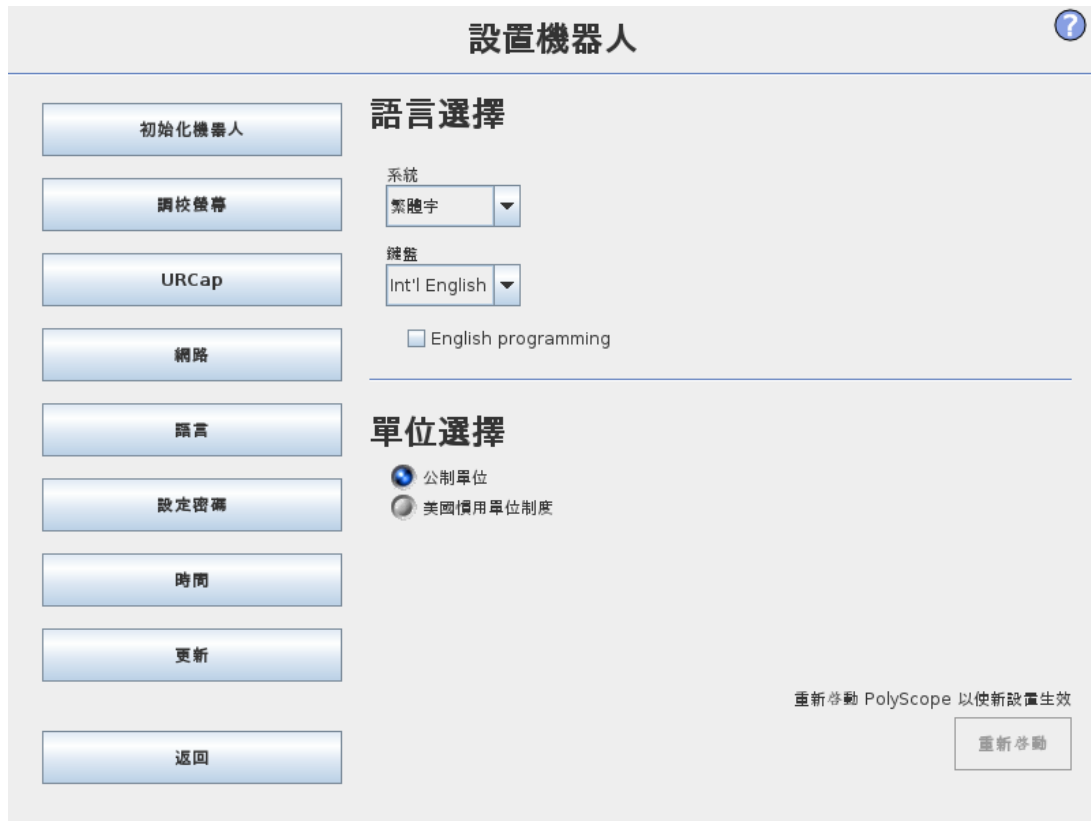 設置機器人
?
初始化機器人
調校螢幕
URCap
網路
語言
設定密碼
時間
更新
返回
語言選擇
系統
繁體字
鍵盤
Int'l English
English programming
單位選擇
公制單位
美國慣用單位制度
重新啓動 PolyScope 以使新設置生效
重新啓動